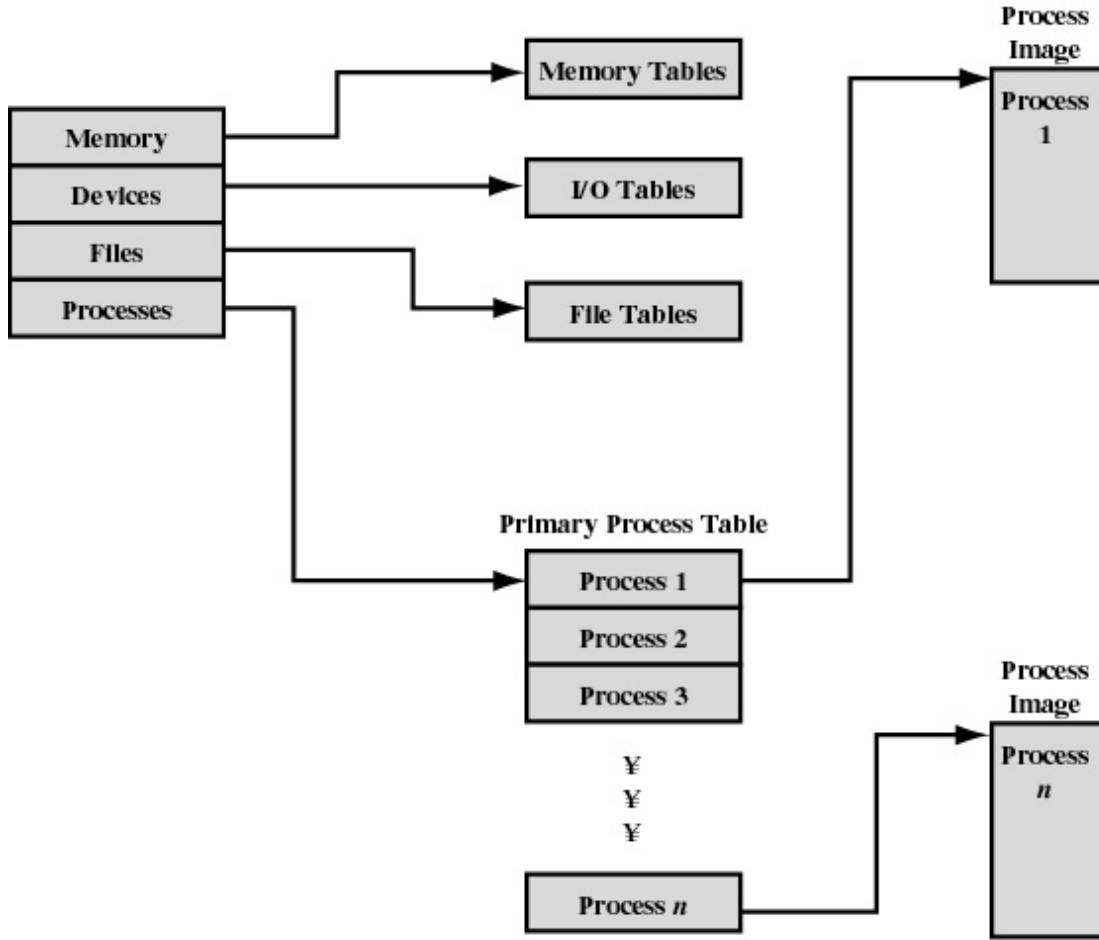 Memory
Devices
Files
Processes
Memory Tables
I/O Tables
File Tables
Primary Process Table
Process 1
Process 2
Process 3
¥
¥
¥
Process n
Process
Image
Process
1
Process
Image
Process
n